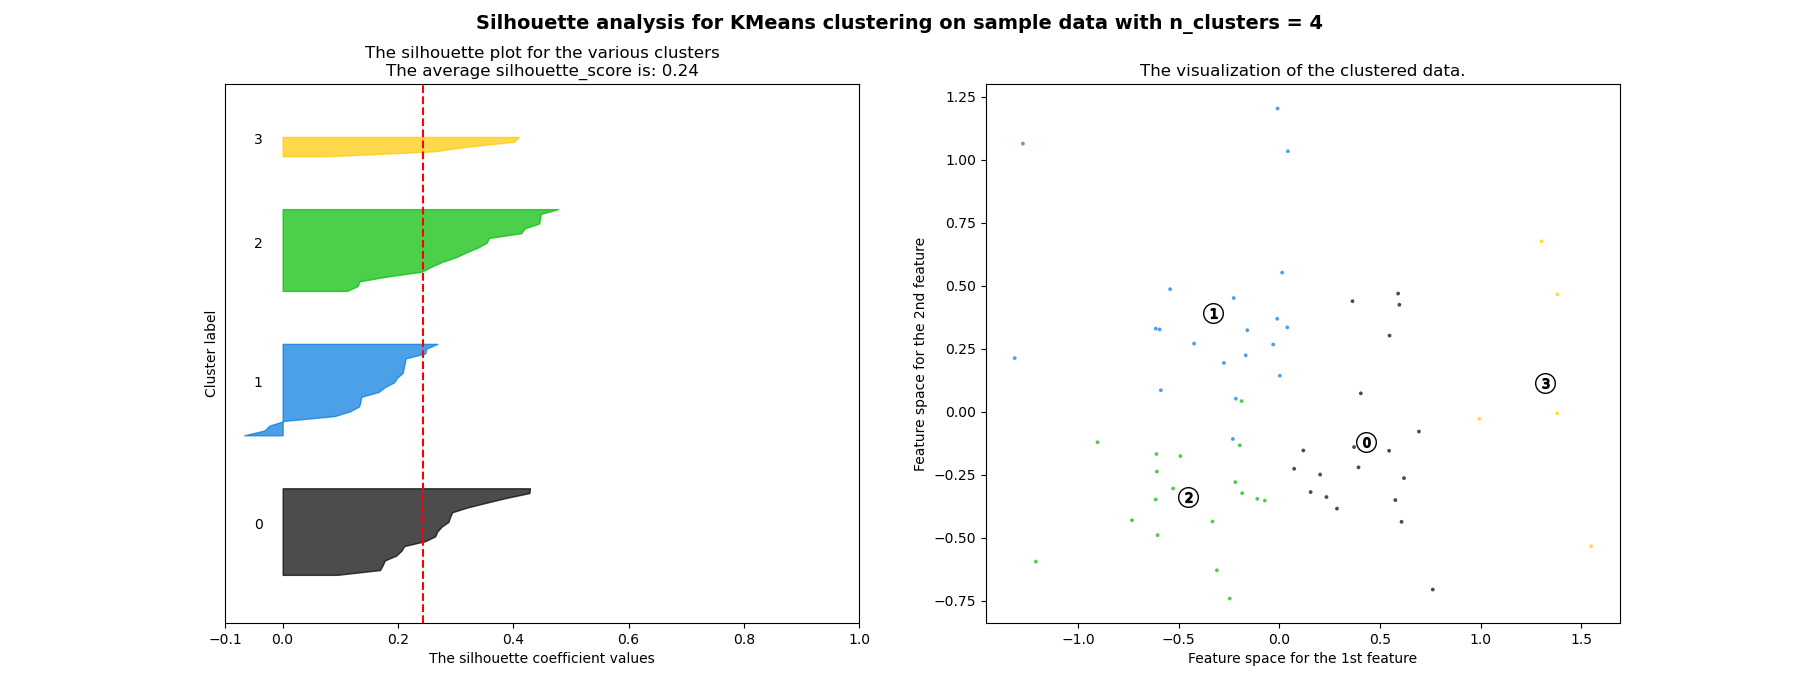 Silhouette analysis for KMeans clustering on sample data with n_clusters = 4
The silhouette plot for the various clusters
The average silhouette_score is: 0.24
3
2
1
0
Cluster label
−0.1 0.0 0.2 0.4 0.6 0.8 1.0
The silhouette coefficient values
The visualization of the clustered data.
1.25
1.00
0.75
0.50
0.25
0.00
−0.25
−0.50
−0.75
Feature space for the 2nd feature
1
3
0
2
−1.0 −0.5 0.0 0.5 1.0 1.5
Feature space for the 1st feature